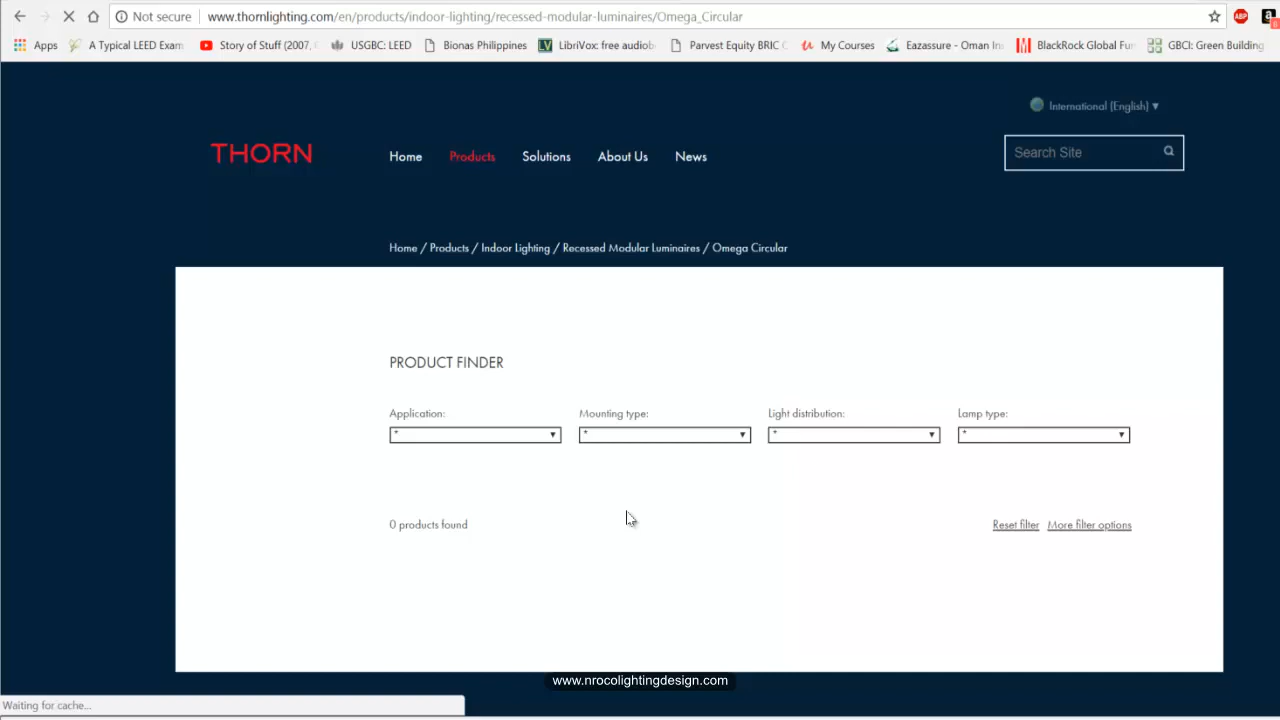 Not secure www.thornlighting.com/en/products/indoor-lighting/recessed-modular-luminaires/Omega_Circular
Apps A Typical LEED Exam Story of Stuff (2007, USGBC: LEED Bionas Philippines LibriVox: free audiob Parvest Equity BRIC My Courses Eazassure - Oman In BlackRock Global Fu GBCI: Green Building
International [English] ▾
THORN
Home Products Solutions About Us News
Search Site
Home / Products / Indoor Lighting / Recessed Modular Luminaires / Omega Circular
PRODUCT FINDER
Application: Mounting type: Light distribution: Lamp type:
* * * *
0 products found Reset filter More filter options
www.nrocolightingdesign.com
Waiting for cache...